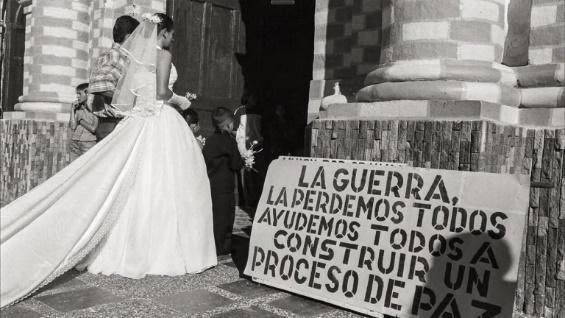 LA GUERRA,
LA PERDEMOS TODOS
AYUDEMOS TODOS A
CONSTRUIR UN
PROCESO DE PAZ